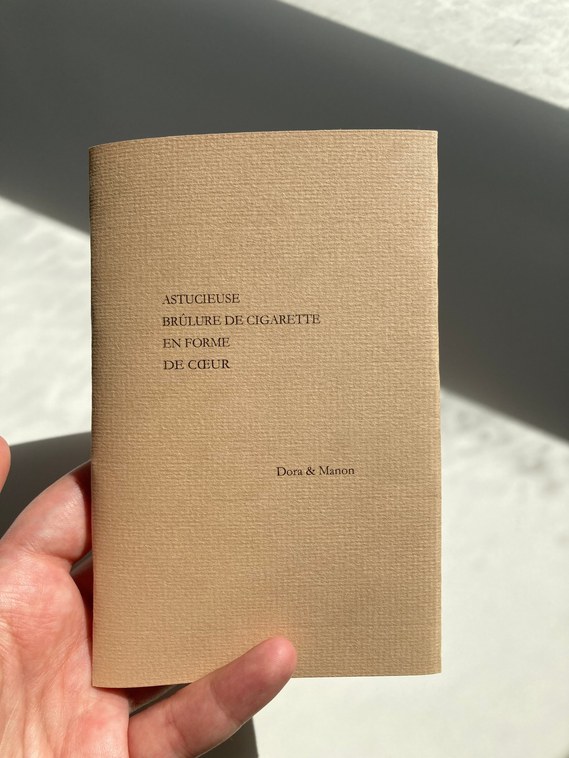 ASTUCIEUSE
BRÛLURE DE CIGARETTE
EN FORME
DE CŒUR
Dora & Manon